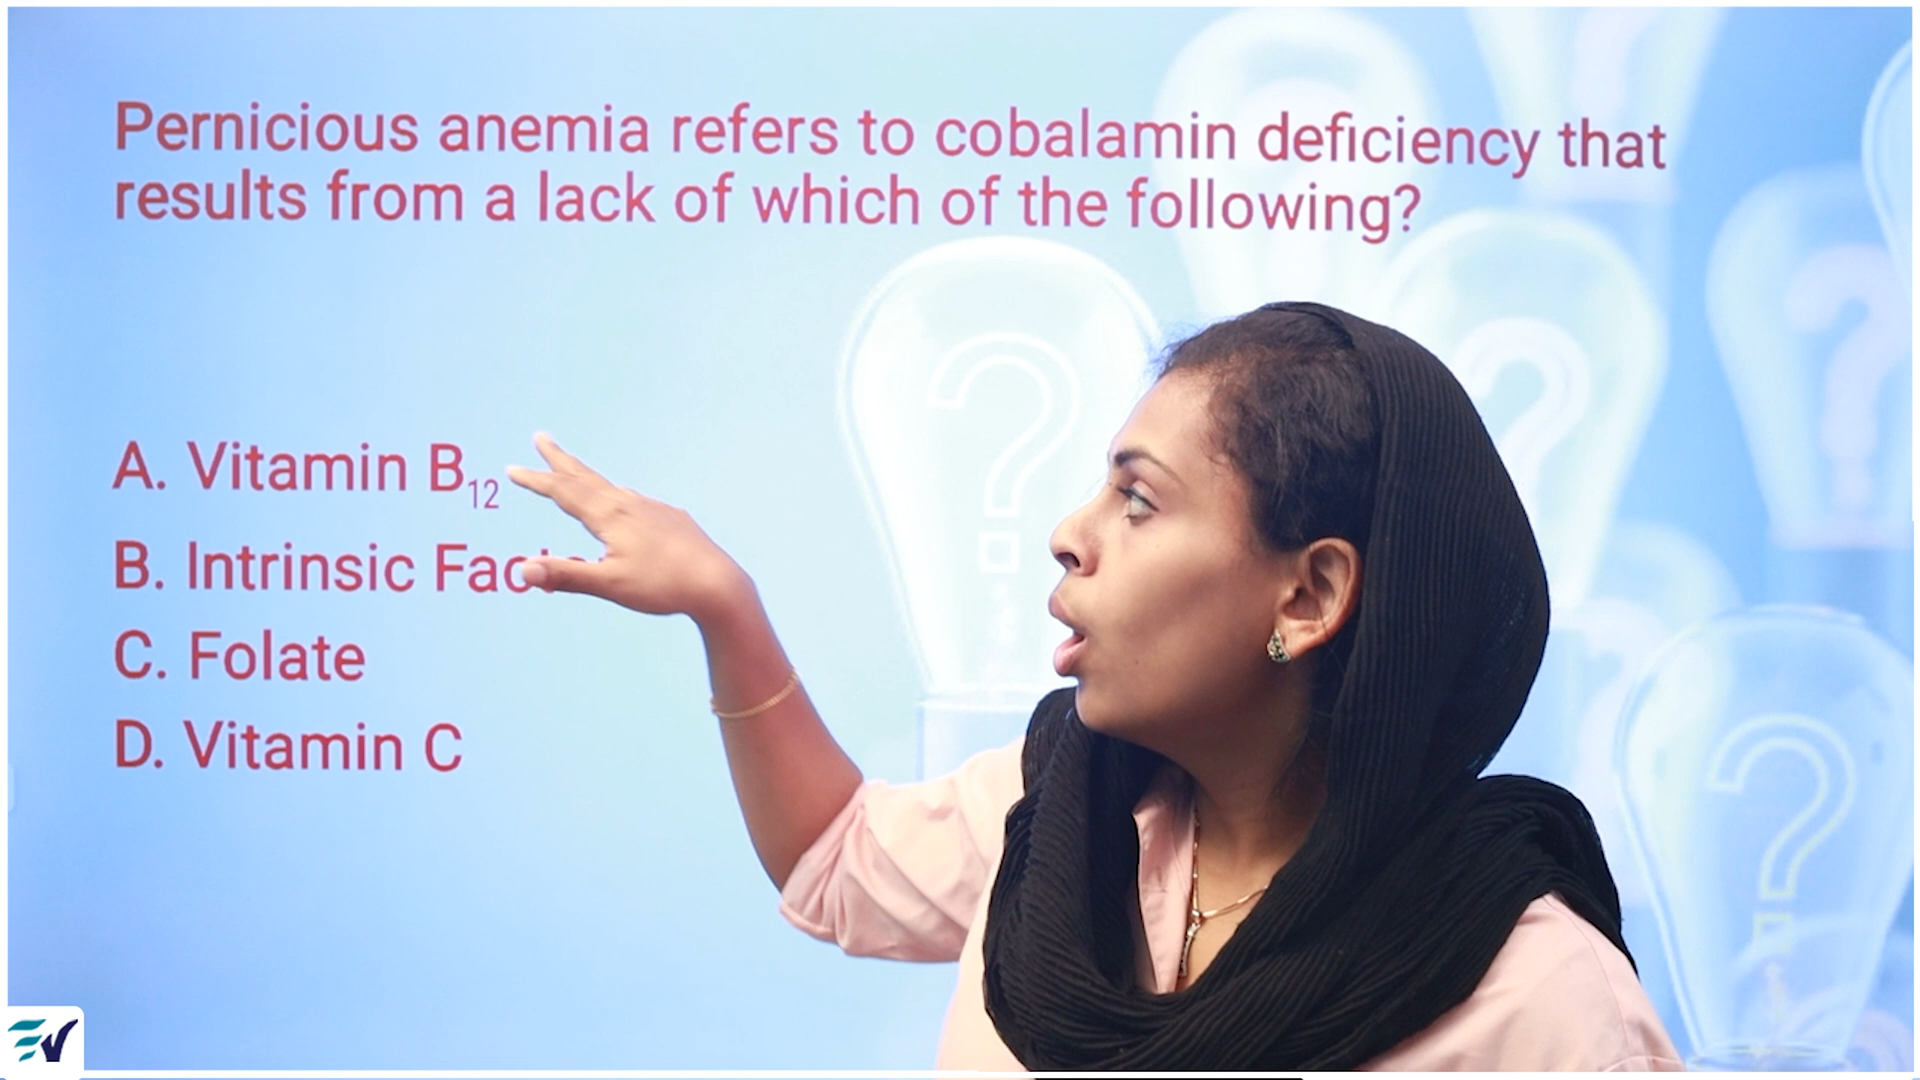 Pernicious anemia refers to cobalamin deficiency that
results from a lack of which of the following?
A. Vitamin B₁₂
B. Intrinsic
C. Folate
D. Vitamin C